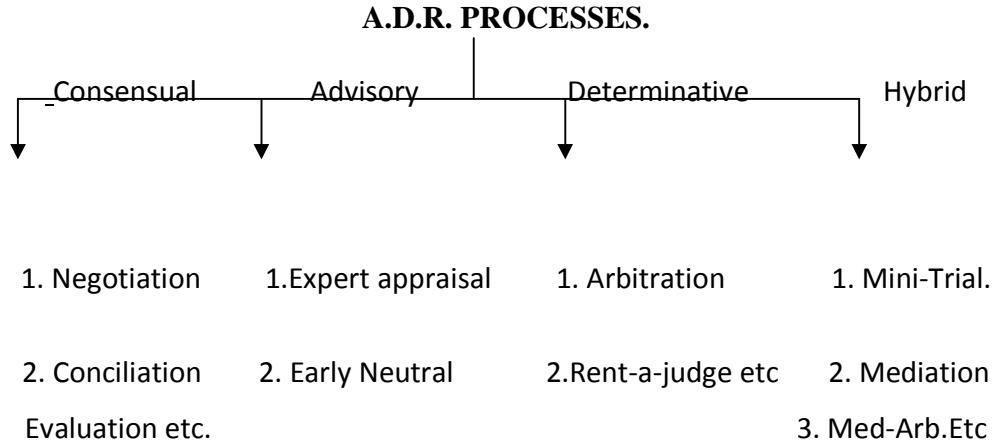 A.D.R. PROCESSES.
Consensual Advisory Determinative Hybrid
1. Negotiation 1.Expert appraisal 1. Arbitration 1. Mini-Trial.
2. Conciliation 2. Early Neutral 2.Rent-a-judge etc 2. Mediation
Evaluation etc. 3. Med-Arb.Etc